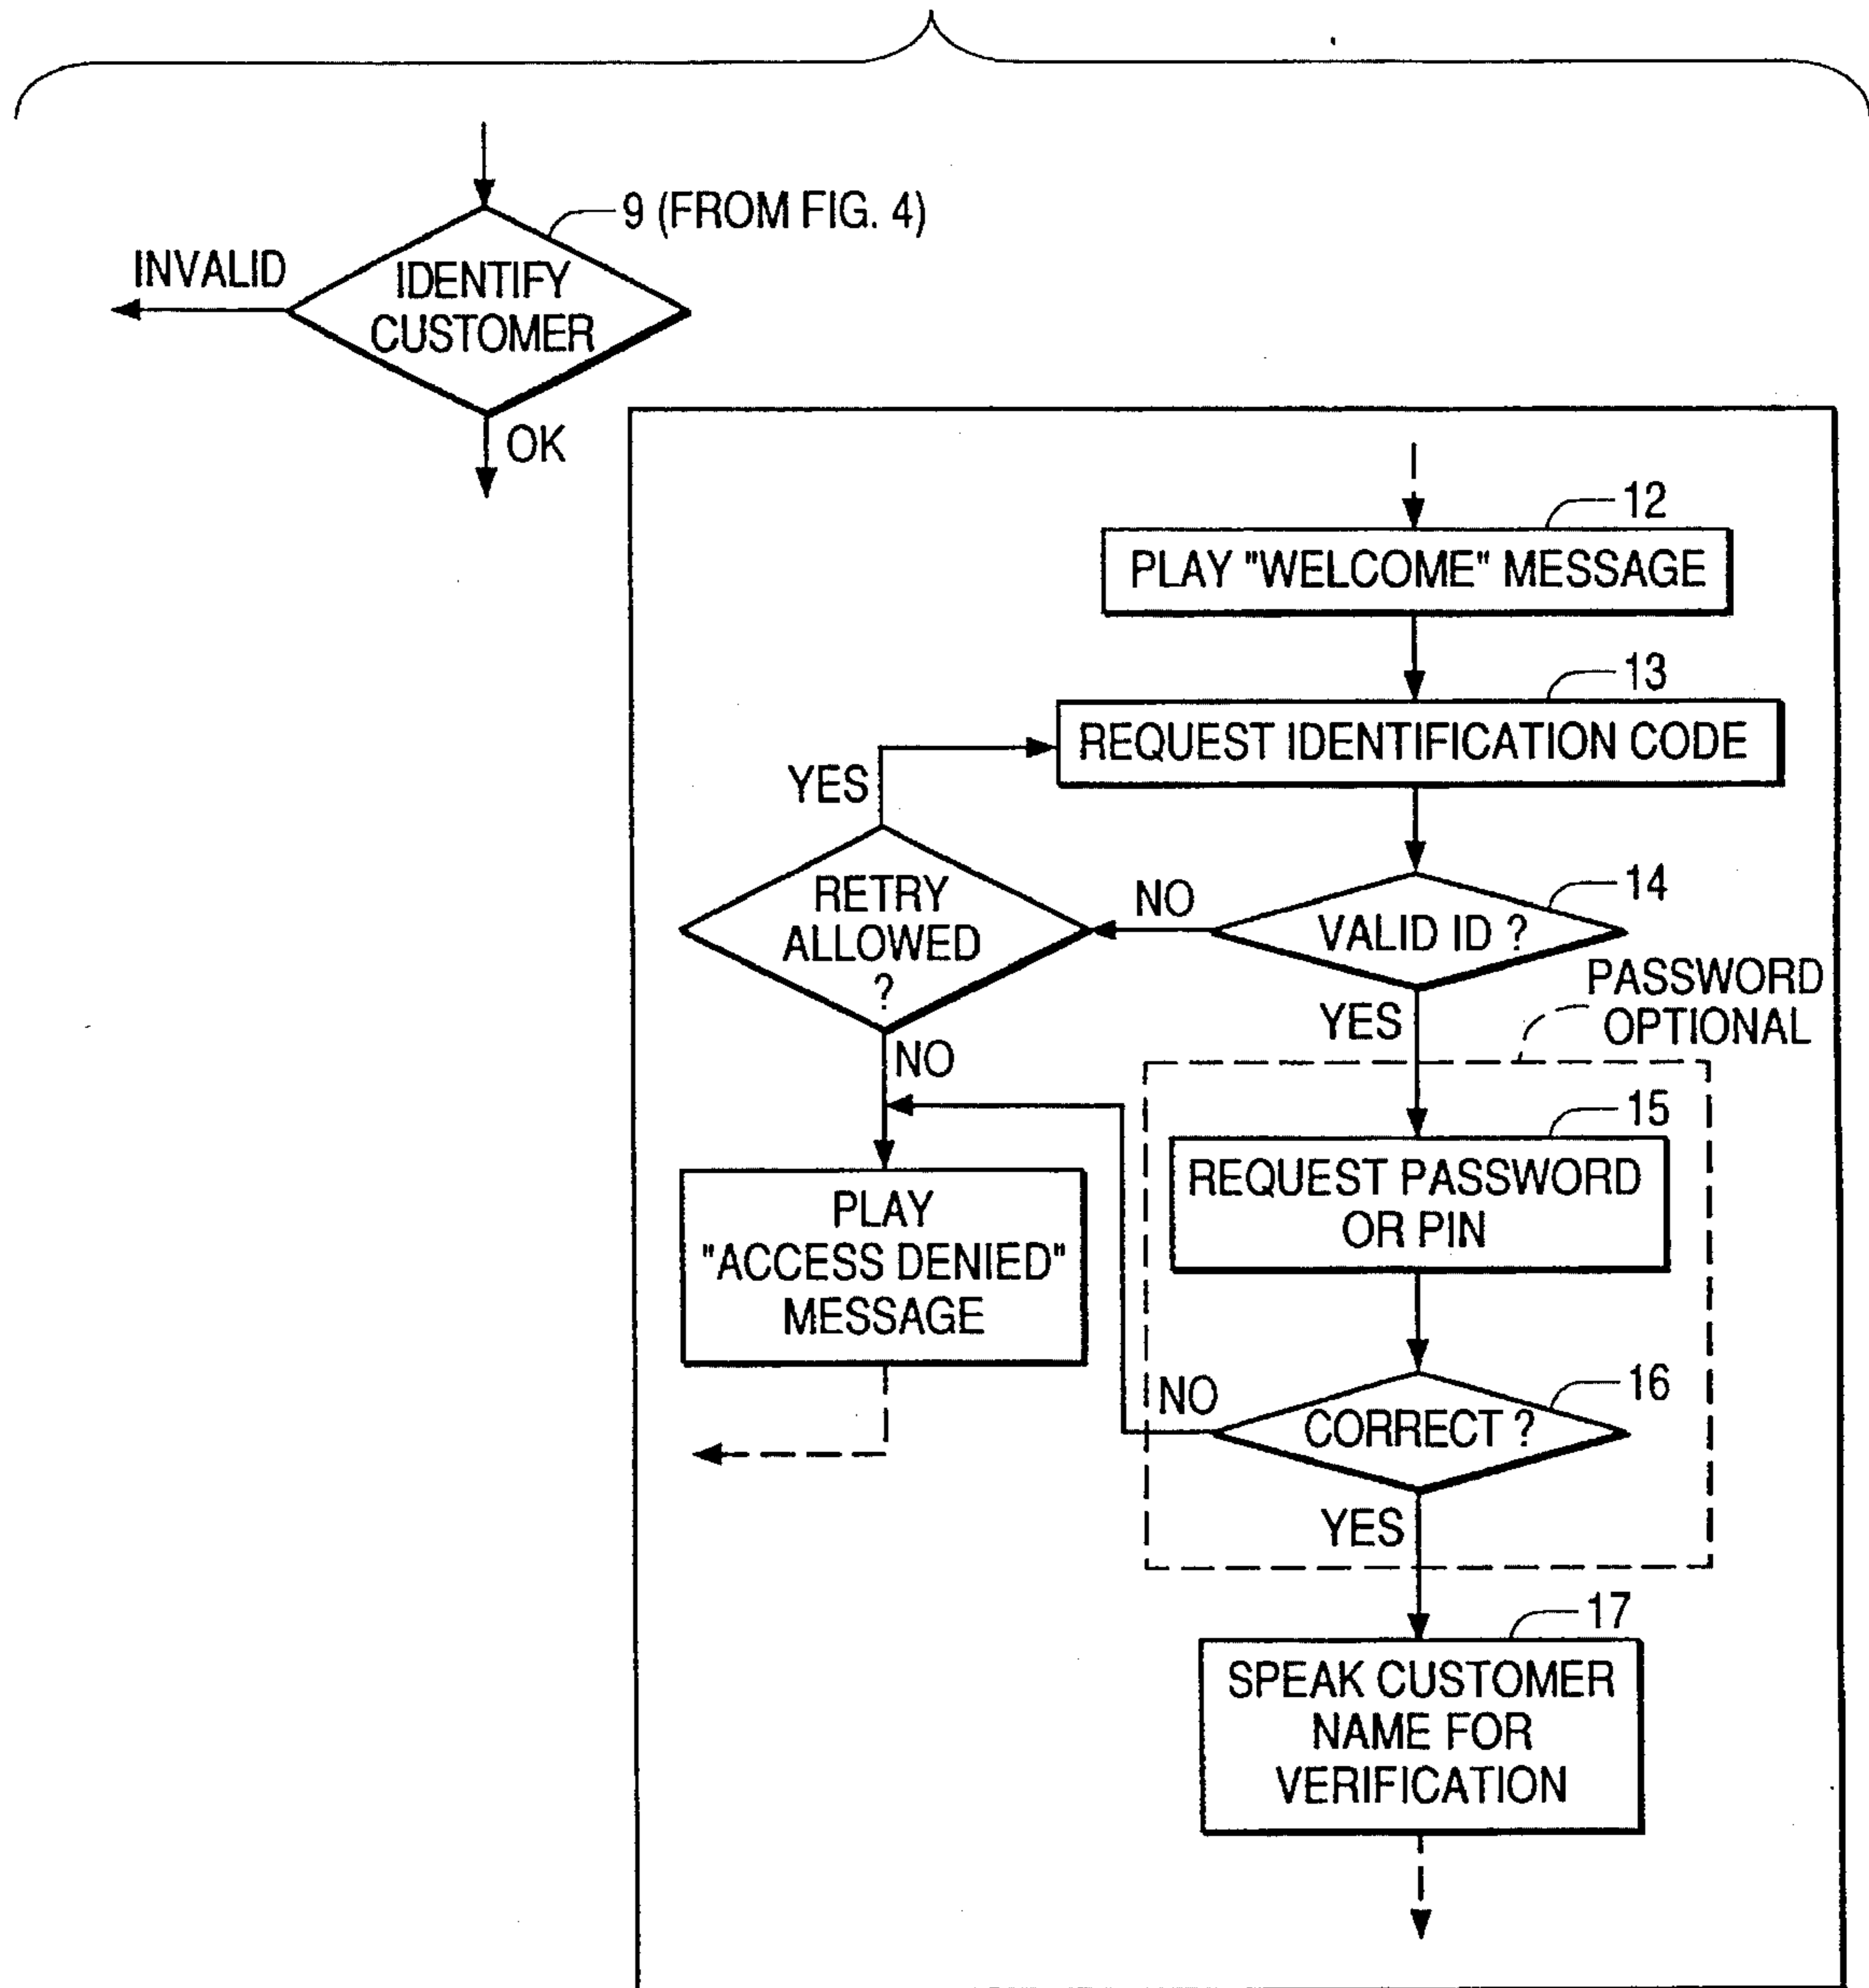 9 (FROM FIG. 4)
INVALID
IDENTIFY
CUSTOMER
OK
12
PLAY "WELCOME" MESSAGE
13
REQUEST IDENTIFICATION CODE
YES
RETRY
ALLOWED
?
NO
14
VALID ID ?
PASSWORD
OPTIONAL
YES
NO
15
REQUEST PASSWORD
OR PIN
PLAY
"ACCESS DENIED"
MESSAGE
16
NO
CORRECT ?
YES
17
SPEAK CUSTOMER
NAME FOR
VERIFICATION